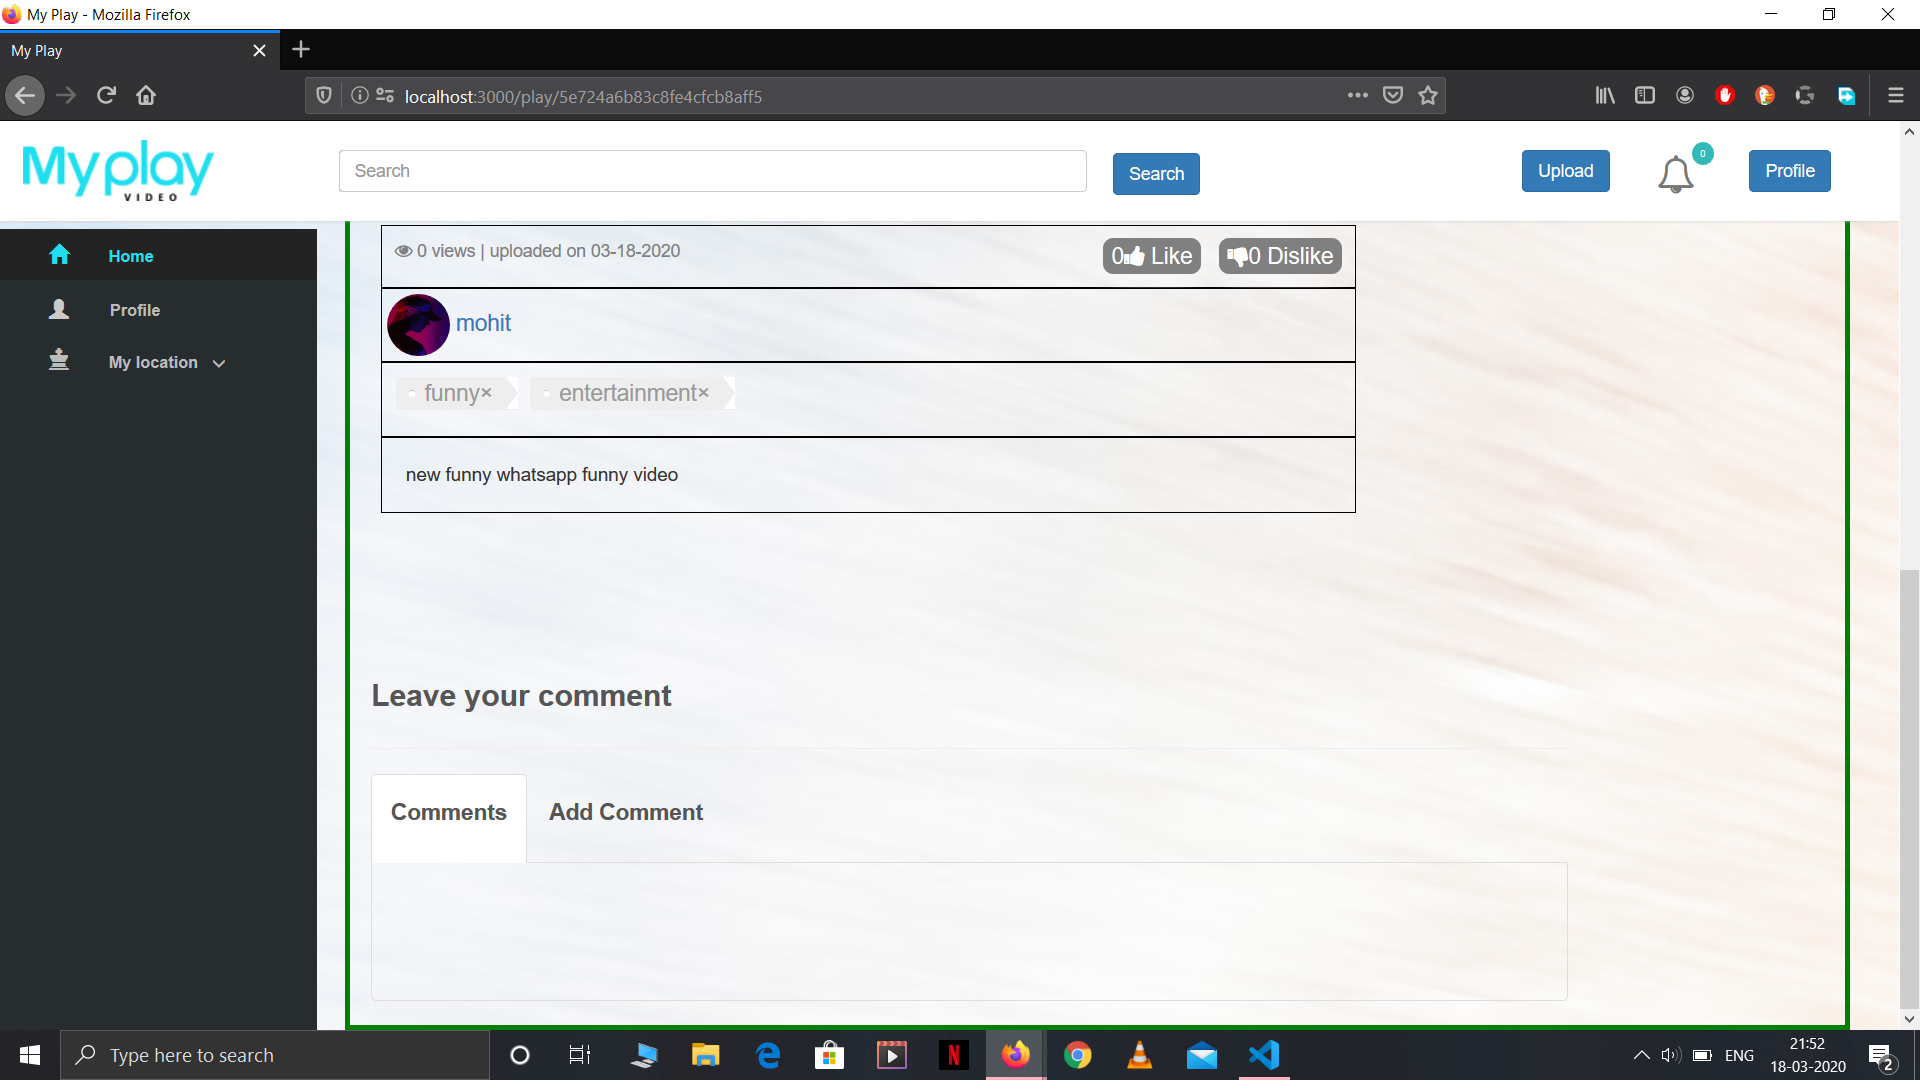 My Play - Mozilla Firefox
My Play
localhost:3000/play/5e724a6b83c8fe4cfcb8aff5
Myplay
VIDEO
Search
Search
Upload
0
Profile
Home
Profile
My location
0 views | uploaded on 03-18-2020
0 Like
0 Dislike
mohit
funny×
entertainment×
new funny whatsapp funny video
Leave your comment
Comments
Add Comment
Type here to search
N
ENG
21:52
18-03-2020
2